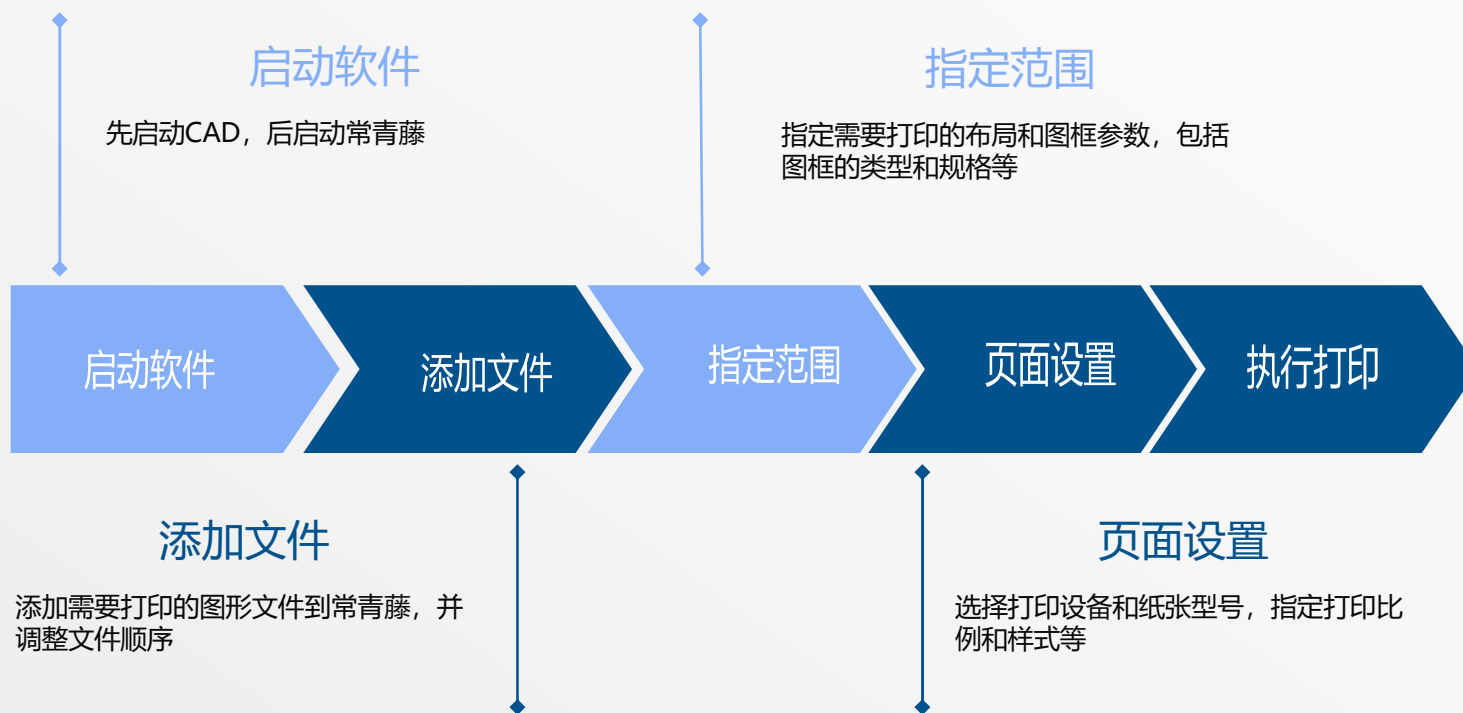 启动软件
先启动CAD，后启动常青藤
指定范围
指定需要打印的布局和图框参数，包括
图框的类型和规格等
启动软件
添加文件
指定范围
页面设置
执行打印
添加文件
添加需要打印的图形文件到常青藤，并
调整文件顺序
页面设置
选择打印设备和纸张型号，指定打印比
例和样式等